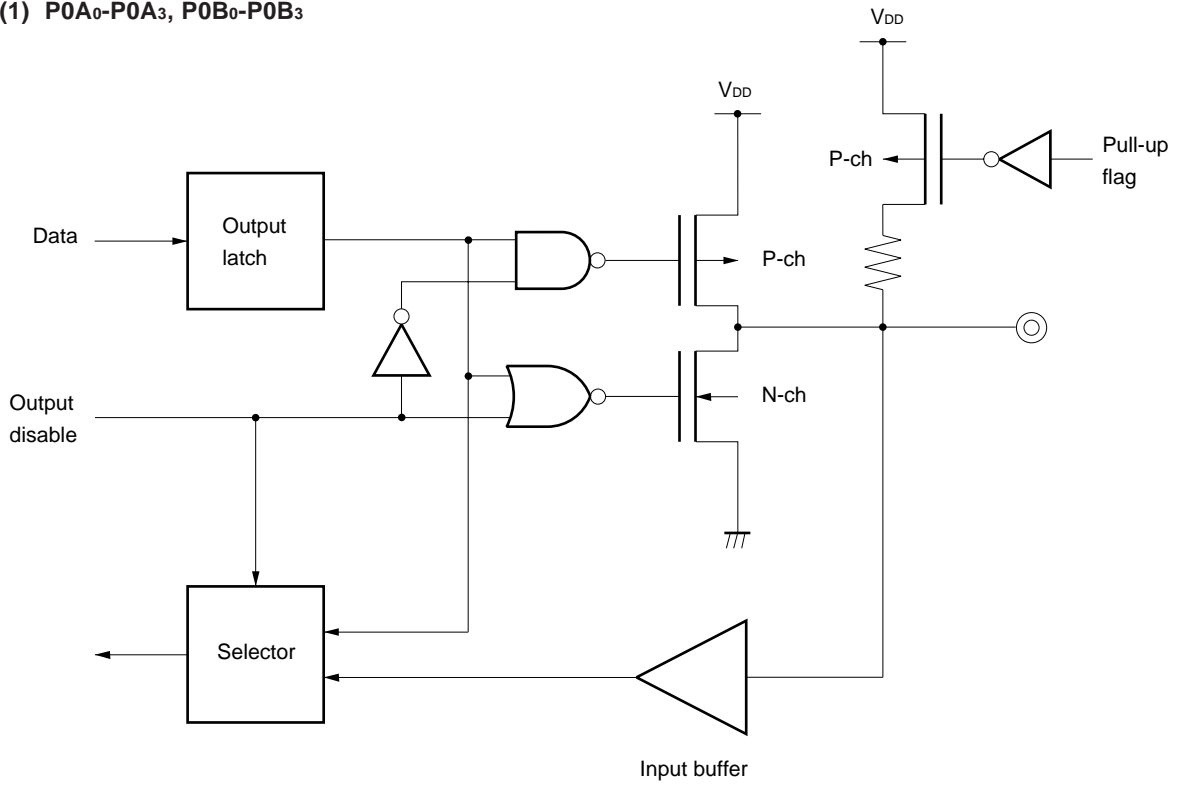 (1) P0A0-P0A3, P0B0-P0B3
VDD
VDD
P-ch
Pull-up
flag
Data
Output
latch
P-ch
Output
disable
N-ch
Selector
Input buffer